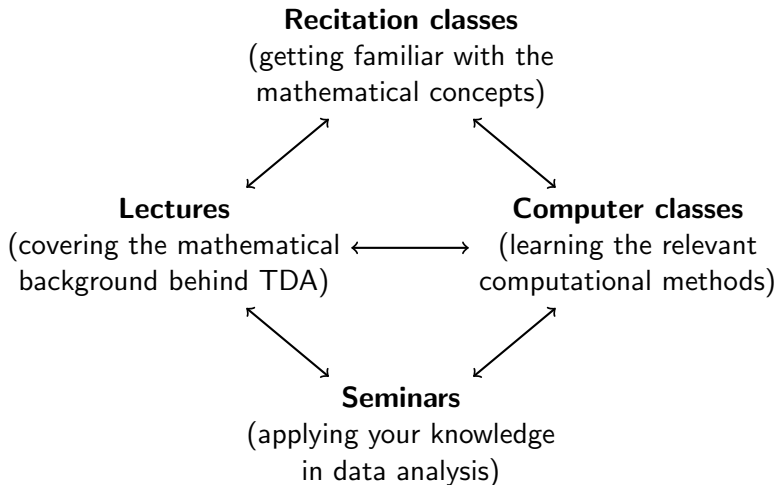 Recitation classes
(getting familiar with the
mathematical concepts)
Lectures
(covering the mathematical
background behind TDA)
Computer classes
(learning the relevant
computational methods)
Seminars
(applying your knowledge
in data analysis)